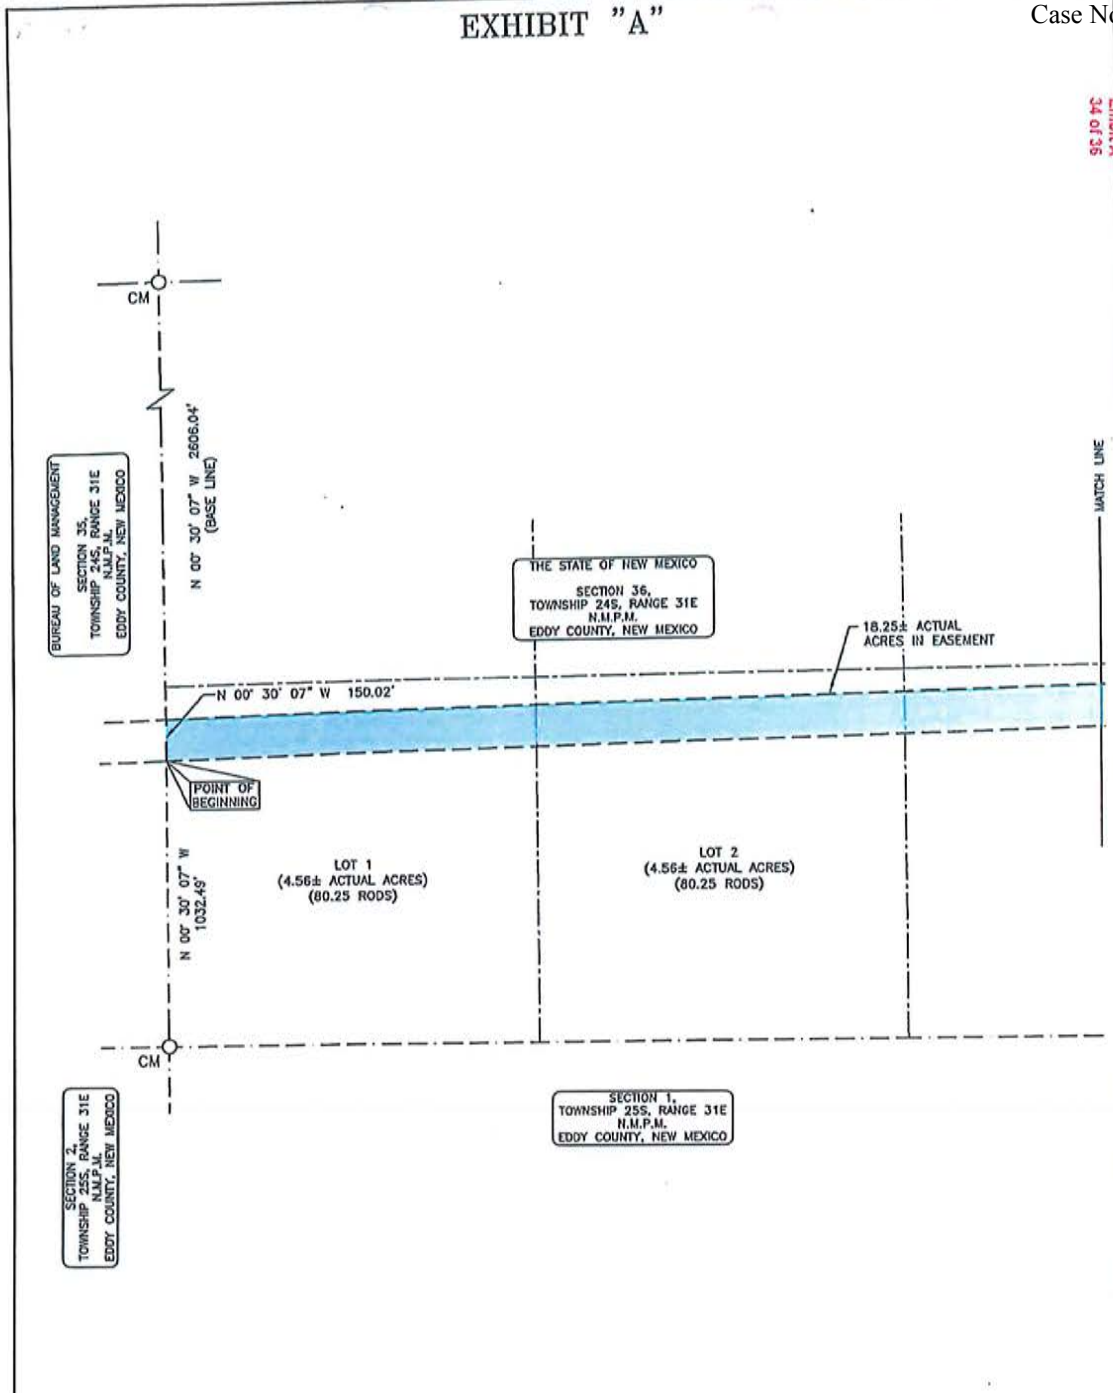 EXHIBIT "A"
Case No
34 of 36
CM
N 00° 30' 07" W 2606.04'
(BASE LINE)
BUREAU OF LAND MANAGEMENT
SECTION 35,
TOWNSHIP 24S, RANGE 31E
N.M.P.M.
EDDY COUNTY, NEW MEXICO
MATCH LINE
THE STATE OF NEW MEXICO
SECTION 36,
TOWNSHIP 24S, RANGE 31E
N.M.P.M.
EDDY COUNTY, NEW MEXICO
18.25± ACTUAL
ACRES IN EASEMENT
N 00° 30' 07" W 150.02'
POINT OF
BEGINNING
N 00° 30' 07" W
1032.49'
LOT 1
(4.56± ACTUAL ACRES)
(80.25 RODS)
LOT 2
(4.56± ACTUAL ACRES)
(80.25 RODS)
CM
SECTION 2,
TOWNSHIP 25S, RANGE 31E
N.M.P.M.
EDDY COUNTY, NEW MEXICO
SECTION 1,
TOWNSHIP 25S, RANGE 31E
N.M.P.M.
EDDY COUNTY, NEW MEXICO